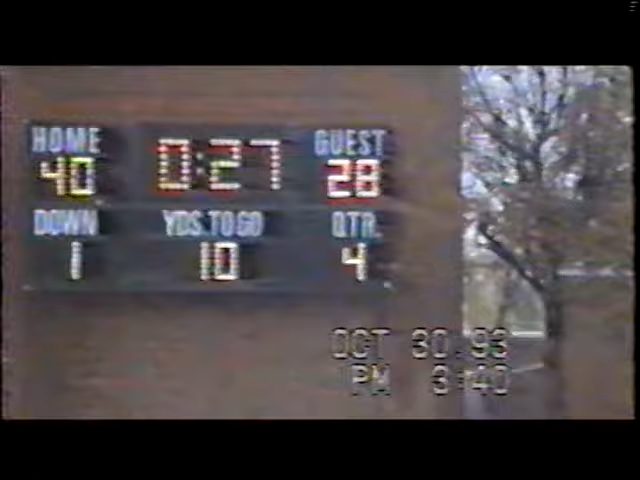 HOME 0:27 GUEST
40 28
DOWN YDS. TO GO QTR.
1 10 4
OCT 30.93
PM 3:40